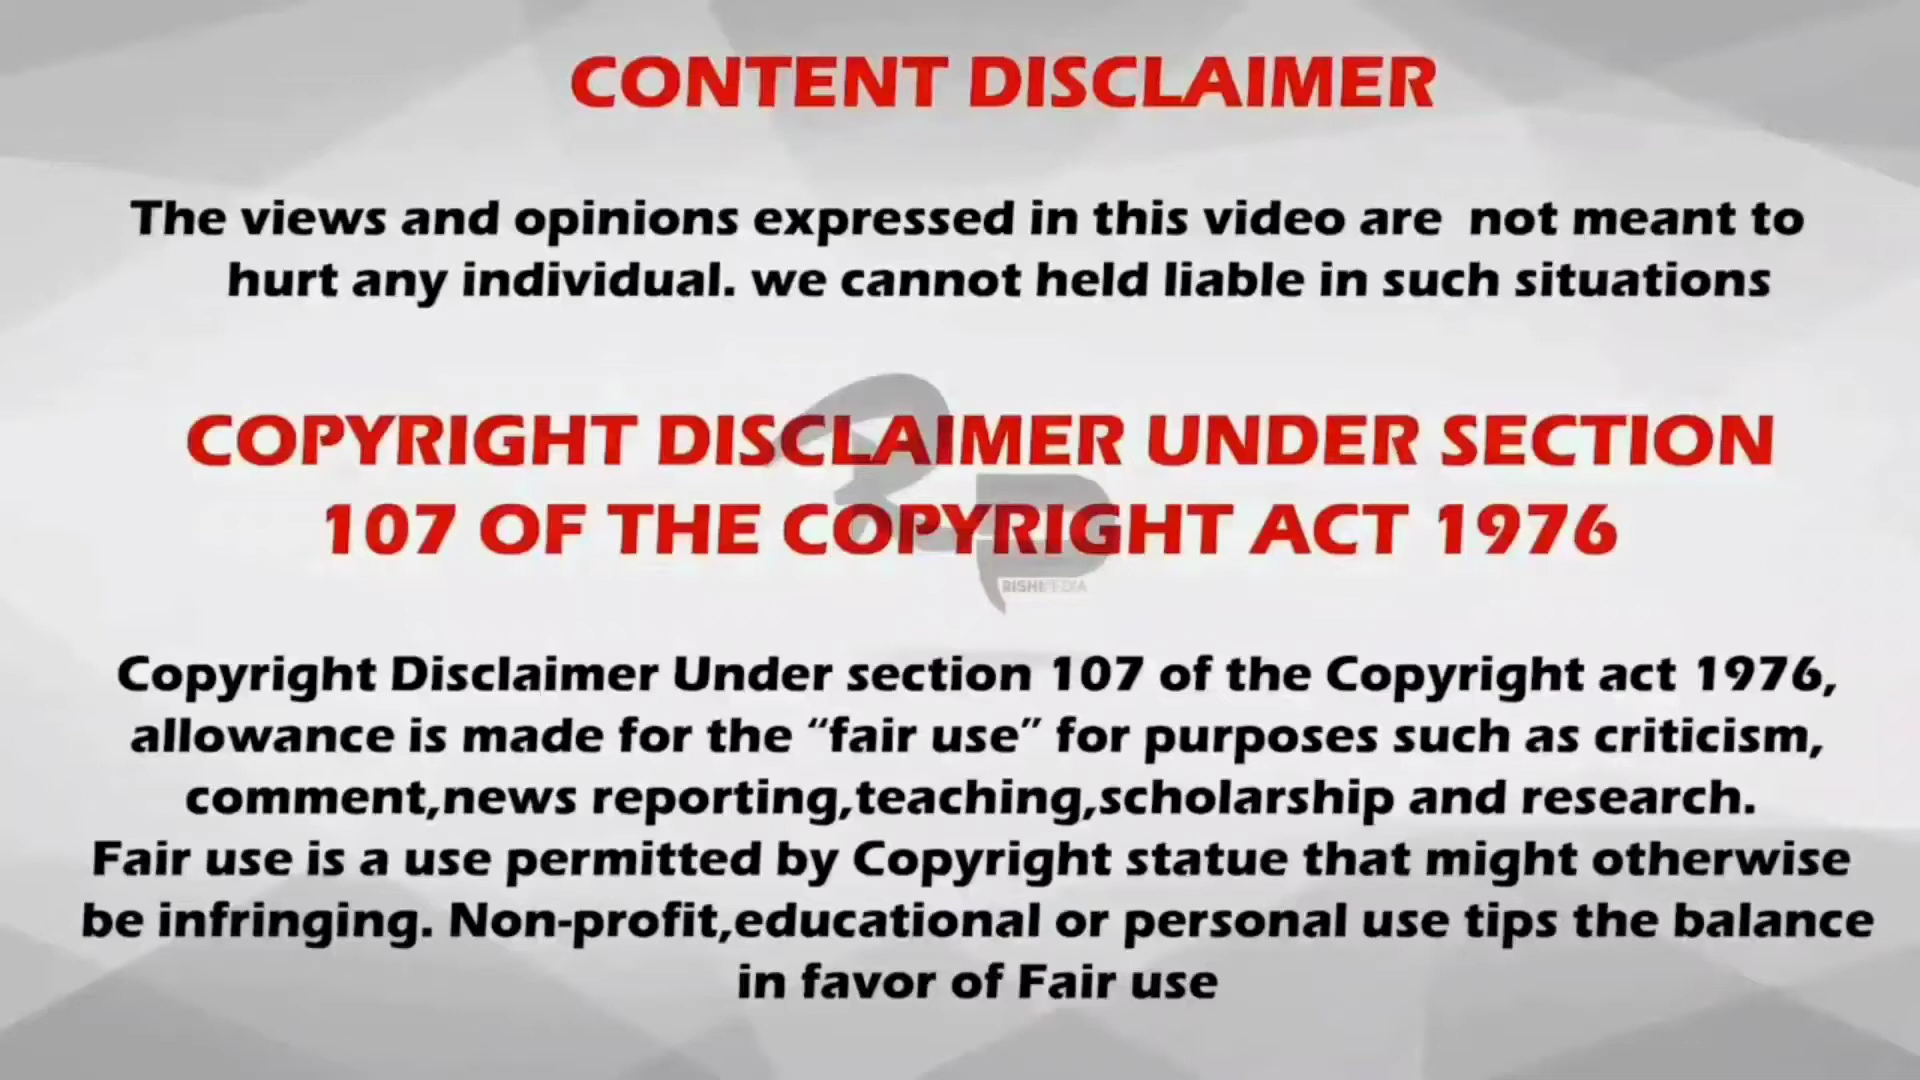 CONTENT DISCLAIMER
The views and opinions expressed in this video are not meant to
hurt any individual. we cannot held liable in such situations
COPYRIGHT DISCLAIMER UNDER SECTION
107 OF THE COPYRIGHT ACT 1976
RISHIPEDIA
Copyright Disclaimer Under section 107 of the Copyright act 1976,
allowance is made for the “fair use” for purposes such as criticism,
comment,news reporting,teaching,scholarship and research.
Fair use is a use permitted by Copyright statue that might otherwise
be infringing. Non-profit,educational or personal use tips the balance
in favor of Fair use